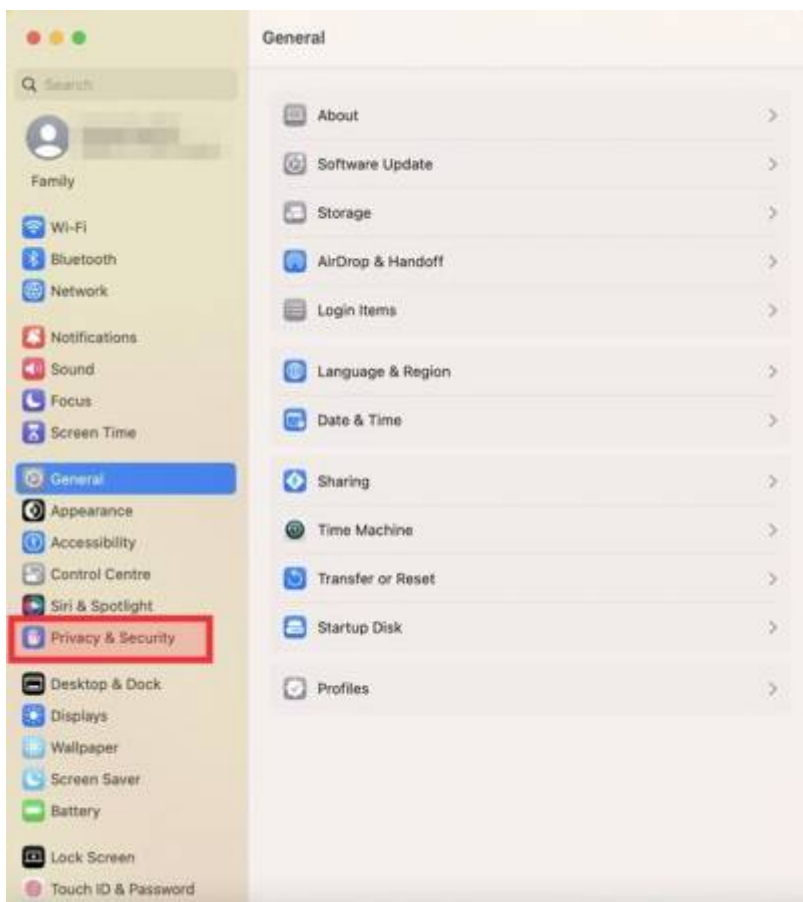 General
Search
Family
Wi-Fi
Bluetooth
Network
Notifications
Sound
Focus
Screen Time
General
Appearance
Accessibility
Control Centre
Siri & Spotlight
Privacy & Security
Desktop & Dock
Displays
Wallpaper
Screen Saver
Battery
Lock Screen
Touch ID & Password
About
Software Update
Storage
AirDrop & Handoff
Login Items
Language & Region
Date & Time
Sharing
Time Machine
Transfer or Reset
Startup Disk
Profiles